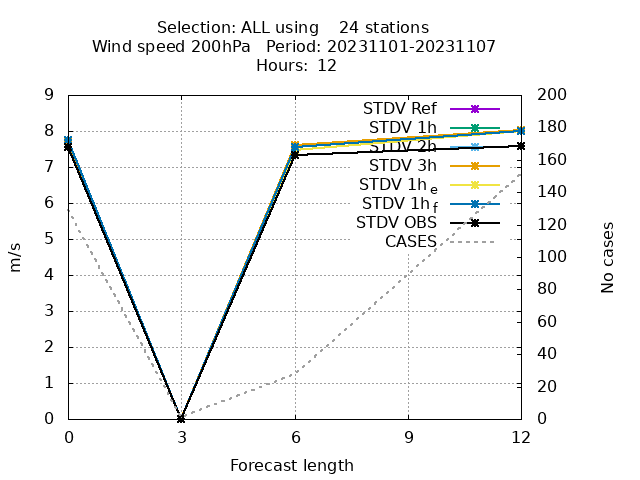 Selection: ALL using    24 stations
Wind speed 200hPa   Period: 20231101-20231107
Hours: 12
9
8
7
6
5
4
3
2
1
0
200
180
160
140
120
100
80
60
40
20
0
m/s
No cases
STDV Ref
STDV 1h
STDV 2h
STDV 3h
STDV 1h e
STDV 1h f
STDV OBS
CASES
0 3 6 9 12
Forecast length